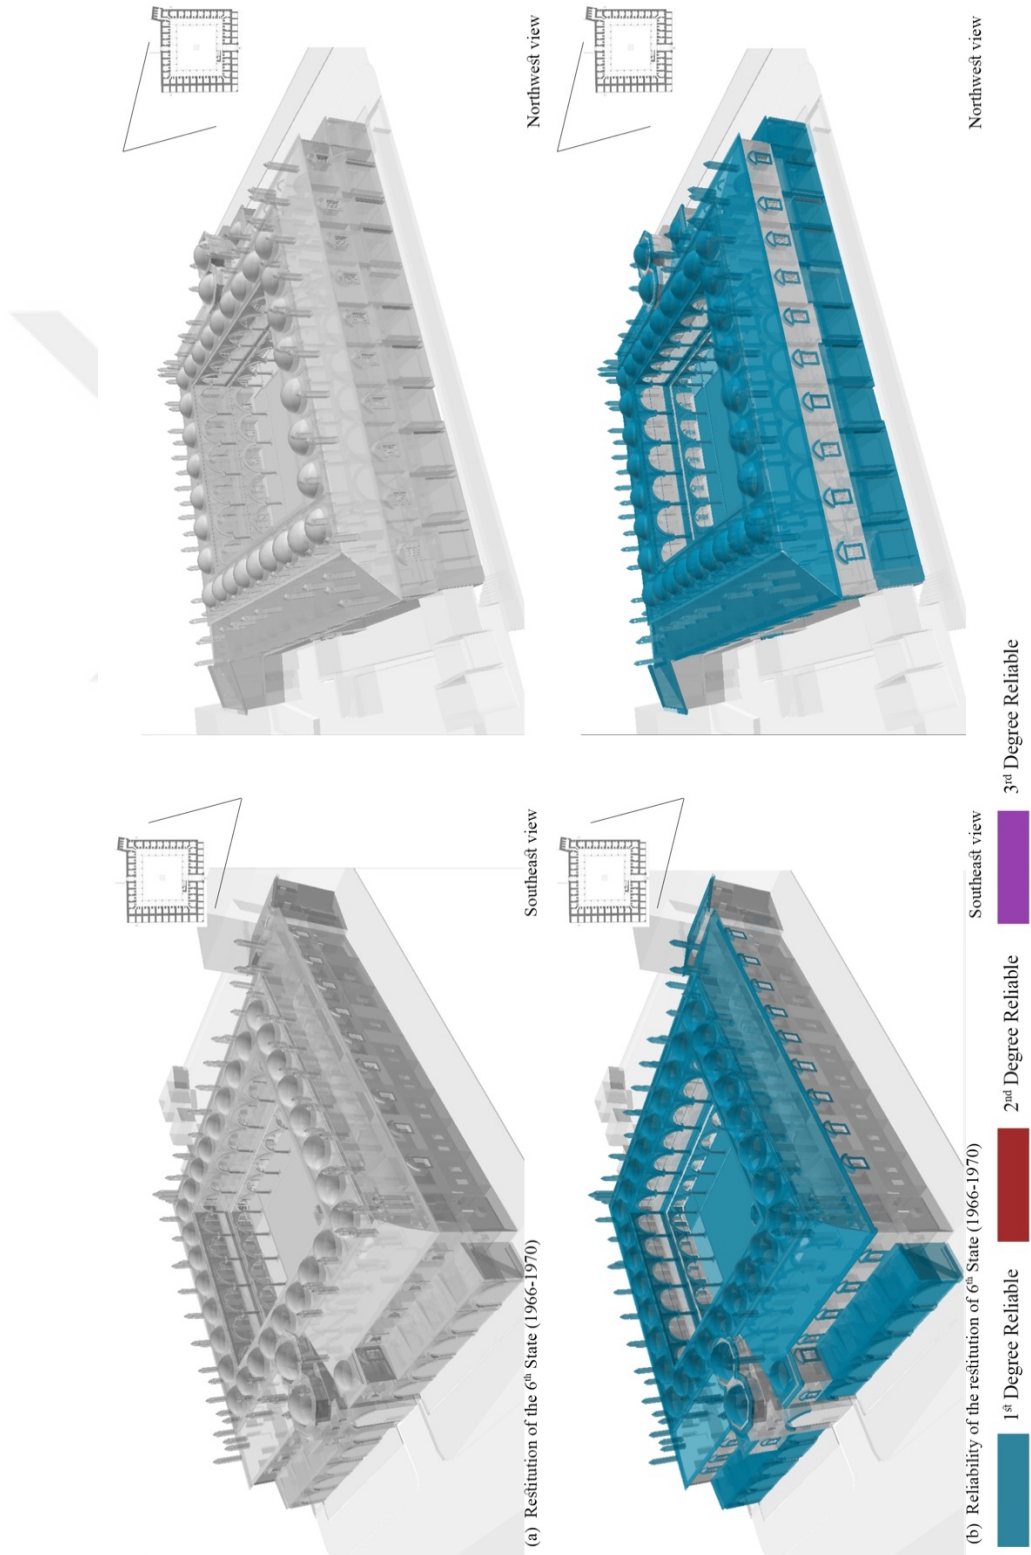 Southeast view
Northwest view
(a) Restitution of the 6th State (1966-1970)
Southeast view
Northwest view
(b) Reliability of the restitution of 6th State (1966-1970)
1st Degree Reliable
2nd Degree Reliable
3rd Degree Reliable